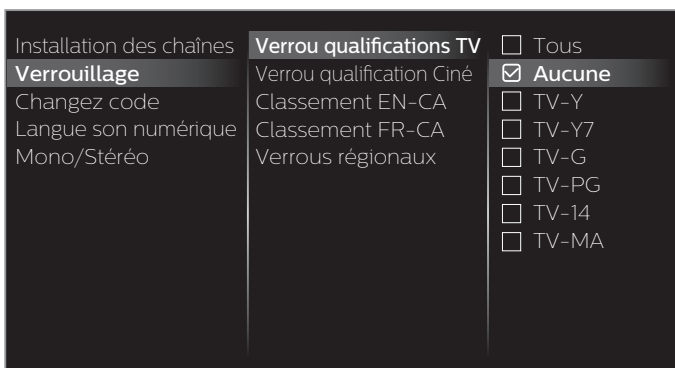 Installation des chaînes
Verrouillage
Changez code
Langue son numérique
Mono/Stéréo
Verrou qualifications TV
Verrou qualification Ciné
Classement EN-CA
Classement FR-CA
Verrous régionaux
Tous
Aucune
TV-Y
TV-Y7
TV-G
TV-PG
TV-14
TV-MA